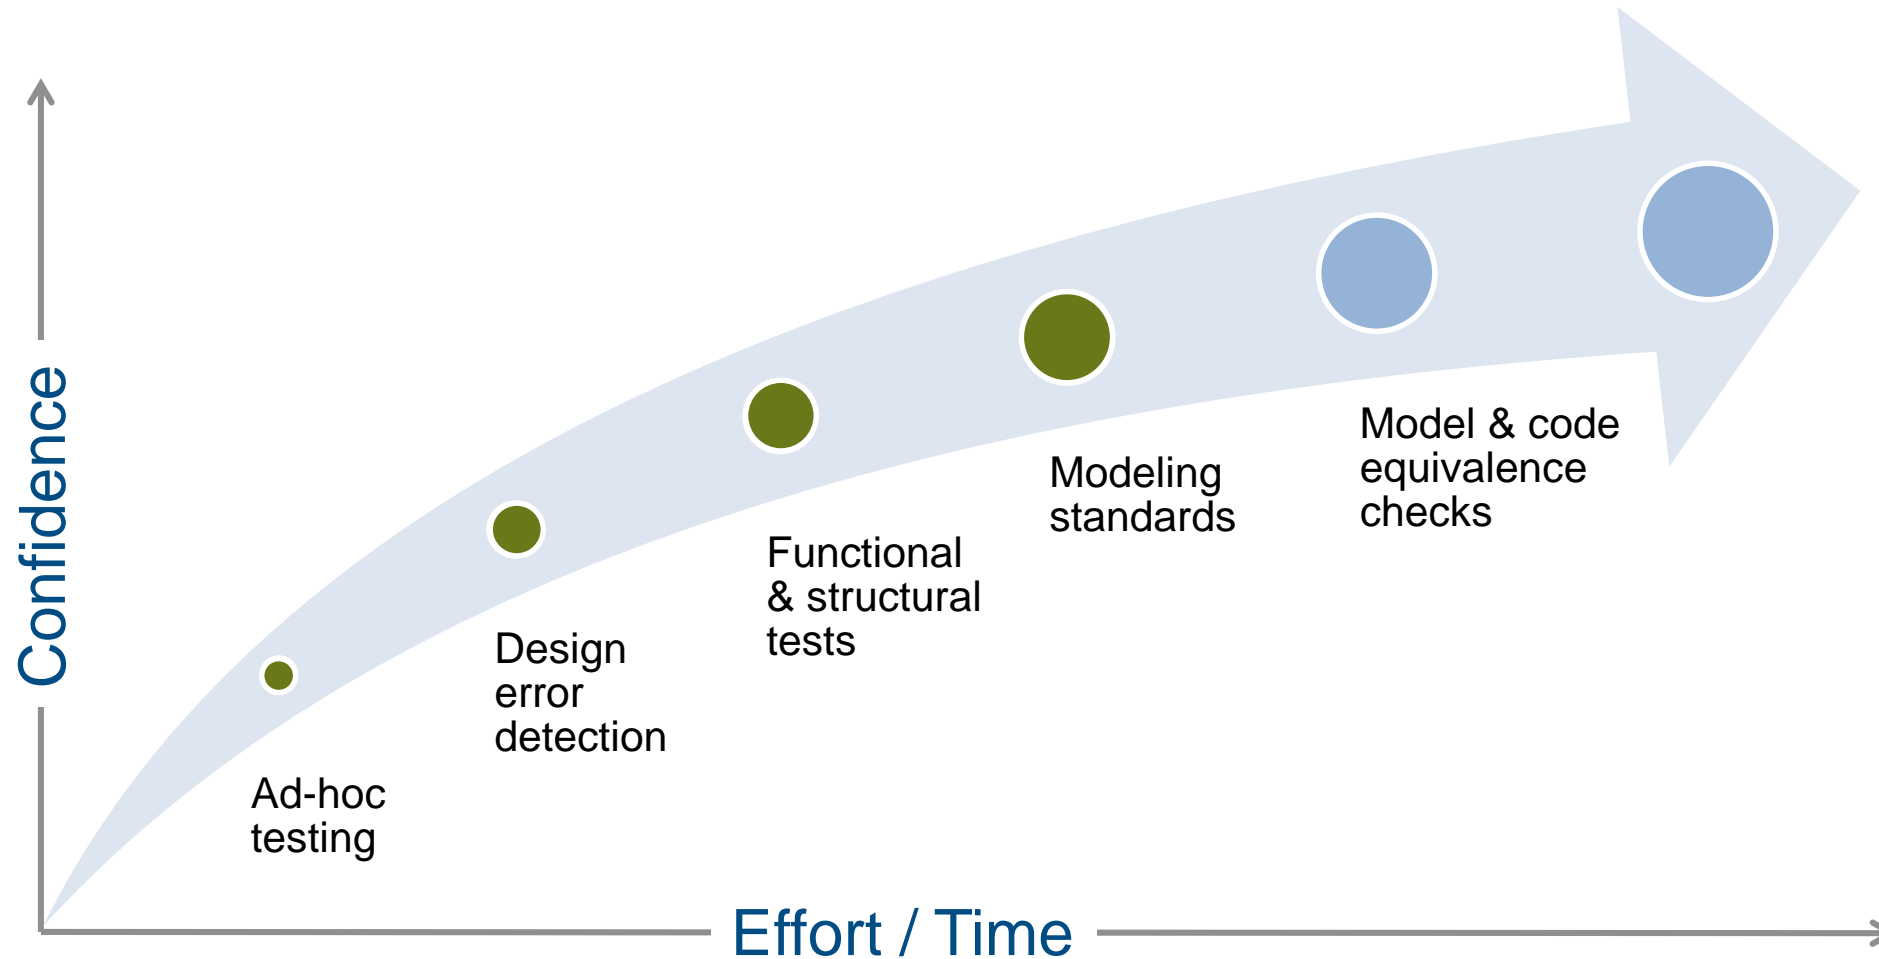 Confidence
Ad-hoc
testing
Design
error
detection
Functional
& structural
tests
Modeling
standards
Model & code
equivalence
checks
Effort / Time